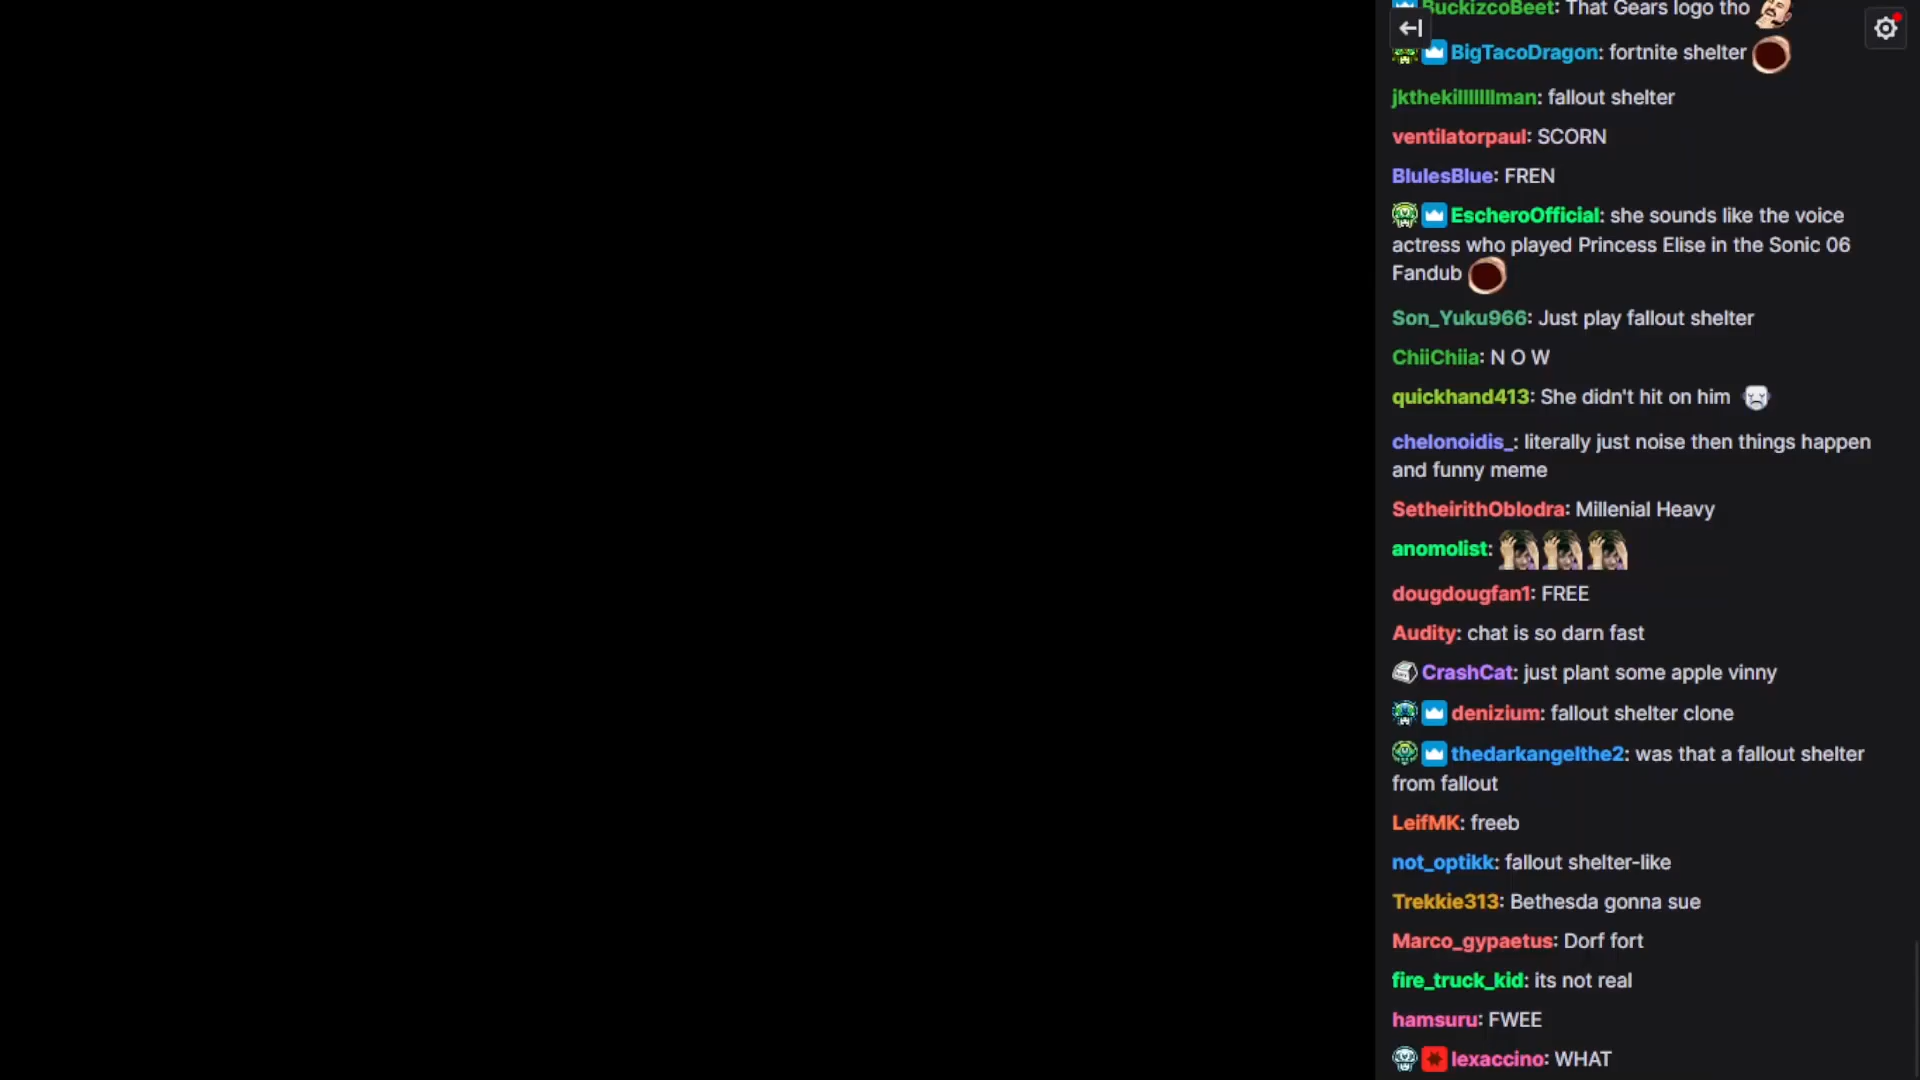 BuckizcoBeet: That Gears logo tho
BigTacoDragon: fortnite shelter
jkthekillllllllman: fallout shelter
ventilatorpaul: SCORN
BlulesBlue: FREN
EscheroOfficial: she sounds like the voice
actress who played Princess Elise in the Sonic 06
Fandub
Son_Yuku966: Just play fallout shelter
ChiiChiia: N O W
quickhand413: She didn't hit on him
chelonoidis_: literally just noise then things happen
and funny meme
SetheirithOblodra: Millenial Heavy
anomolist:
dougdougfan1: FREE
Audity: chat is so darn fast
CrashCat: just plant some apple vinny
denizium: fallout shelter clone
thedarkangelthe2: was that a fallout shelter
from fallout
LeifMK: freeb
not_optikk: fallout shelter-like
Trekkie313: Bethesda gonna sue
Marco_gypaetus: Dorf fort
fire_truck_kid: its not real
hamsuru: FWEE
lexaccino: WHAT